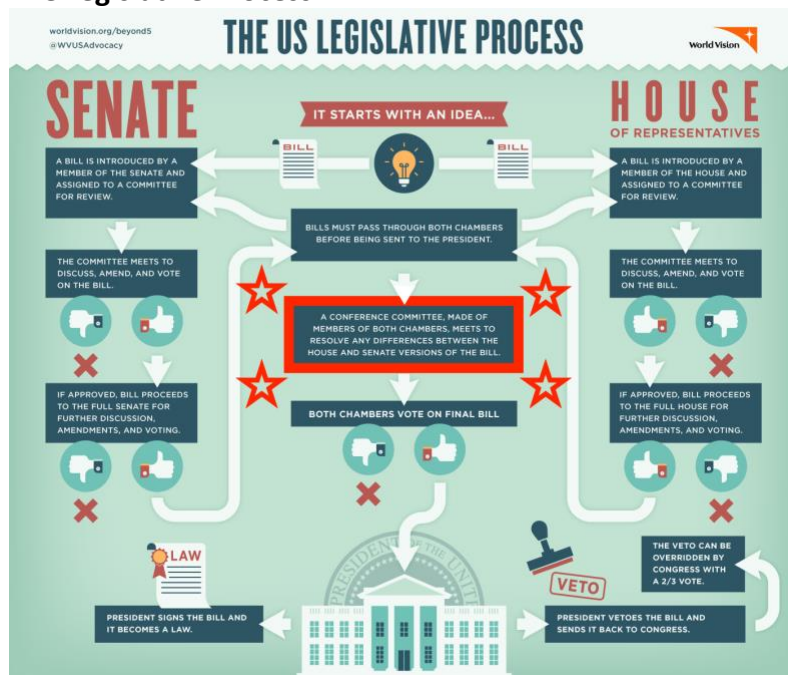 worldvision.org/beyond5
@WVUSAdvocacy
THE US LEGISLATIVE PROCESS
World Vision
SENATE
IT STARTS WITH AN IDEA...
HOUSE
OF REPRESENTATIVES
BILL
BILL
A BILL IS INTRODUCED BY A
MEMBER OF THE SENATE AND
ASSIGNED TO A COMMITTEE
FOR REVIEW.
A BILL IS INTRODUCED BY A
MEMBER OF THE HOUSE AND
ASSIGNED TO A COMMITTEE
FOR REVIEW.
BILLS MUST PASS THROUGH BOTH CHAMBERS
BEFORE BEING SENT TO THE PRESIDENT.
THE COMMITTEE MEETS TO
DISCUSS, AMEND, AND VOTE
ON THE BILL.
THE COMMITTEE MEETS TO
DISCUSS, AMEND, AND VOTE
ON THE BILL.
A CONFERENCE COMMITTEE, MADE OF
MEMBERS OF BOTH CHAMBERS, MEETS TO
RESOLVE ANY DIFFERENCES BETWEEN THE
HOUSE AND SENATE VERSIONS OF THE BILL.
IF APPROVED, BILL PROCEEDS
TO THE FULL SENATE FOR
FURTHER DISCUSSION,
AMENDMENTS, AND VOTING.
IF APPROVED, BILL PROCEEDS
TO THE FULL HOUSE FOR
FURTHER DISCUSSION,
AMENDMENTS, AND VOTING.
BOTH CHAMBERS VOTE ON FINAL BILL
LAW
PRESIDENT OF THE UNITE
VETO
THE VETO CAN BE
OVERRIDDEN BY
CONGRESS WITH
A 2/3 VOTE.
PRESIDENT SIGNS THE BILL AND
IT BECOMES A LAW.
PRESIDENT VETOES THE BILL AND
SENDS IT BACK TO CONGRESS.